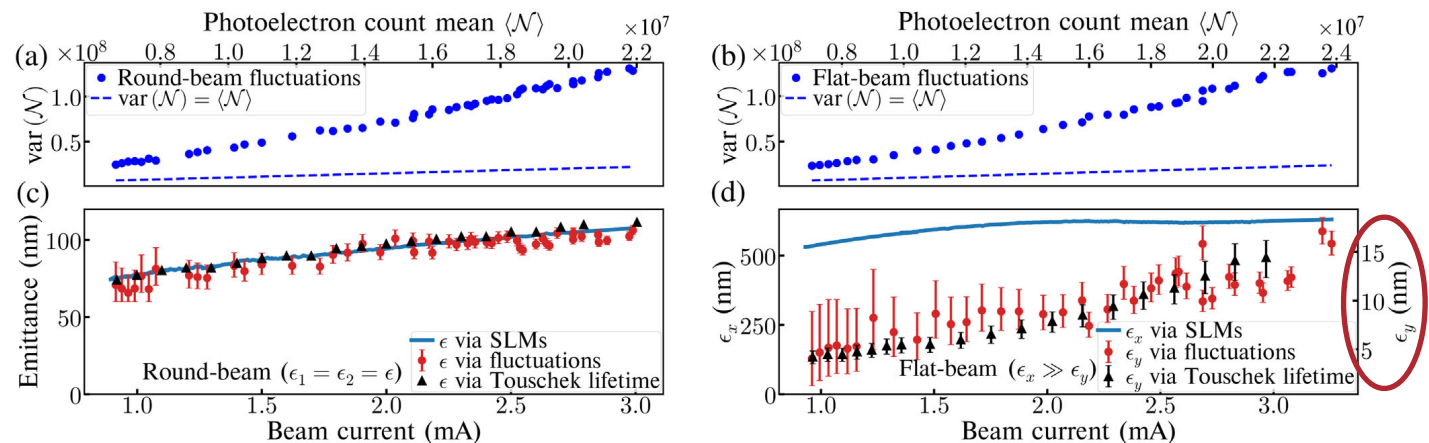 Photoelectron count mean ⟨𝒩⟩
(a)
×10⁸ 0.8 1.0 1.2 1.4 1.6 1.8 2.0 2.2 ×10⁷
Round-beam fluctuations
var (𝒩) = ⟨𝒩⟩
1.0
0.5
var (𝒩)
Photoelectron count mean ⟨𝒩⟩
(b)
×10⁸ 0.8 1.0 1.2 1.4 1.6 1.8 2.0 2.2 2.4 ×10⁷
Flat-beam fluctuations
var (𝒩) = ⟨𝒩⟩
1.0
0.5
var (𝒩)
(c)
100
50
0
Emittance (nm)
ϵ via SLMs
ϵ via fluctuations
ϵ via Touschek lifetime
Round-beam (ϵ₁ = ϵ₂ = ϵ)
1.0 1.5 2.0 2.5 3.0
Beam current (mA)
(d)
500
250
0
ϵₓ (nm)
15
10
5
ϵ_y (nm)
ϵₓ via SLMs
ϵ_y via fluctuations
ϵ_y via Touschek lifetime
Flat-beam (ϵₓ ≫ ϵ_y)
1.0 1.5 2.0 2.5 3.0
Beam current (mA)